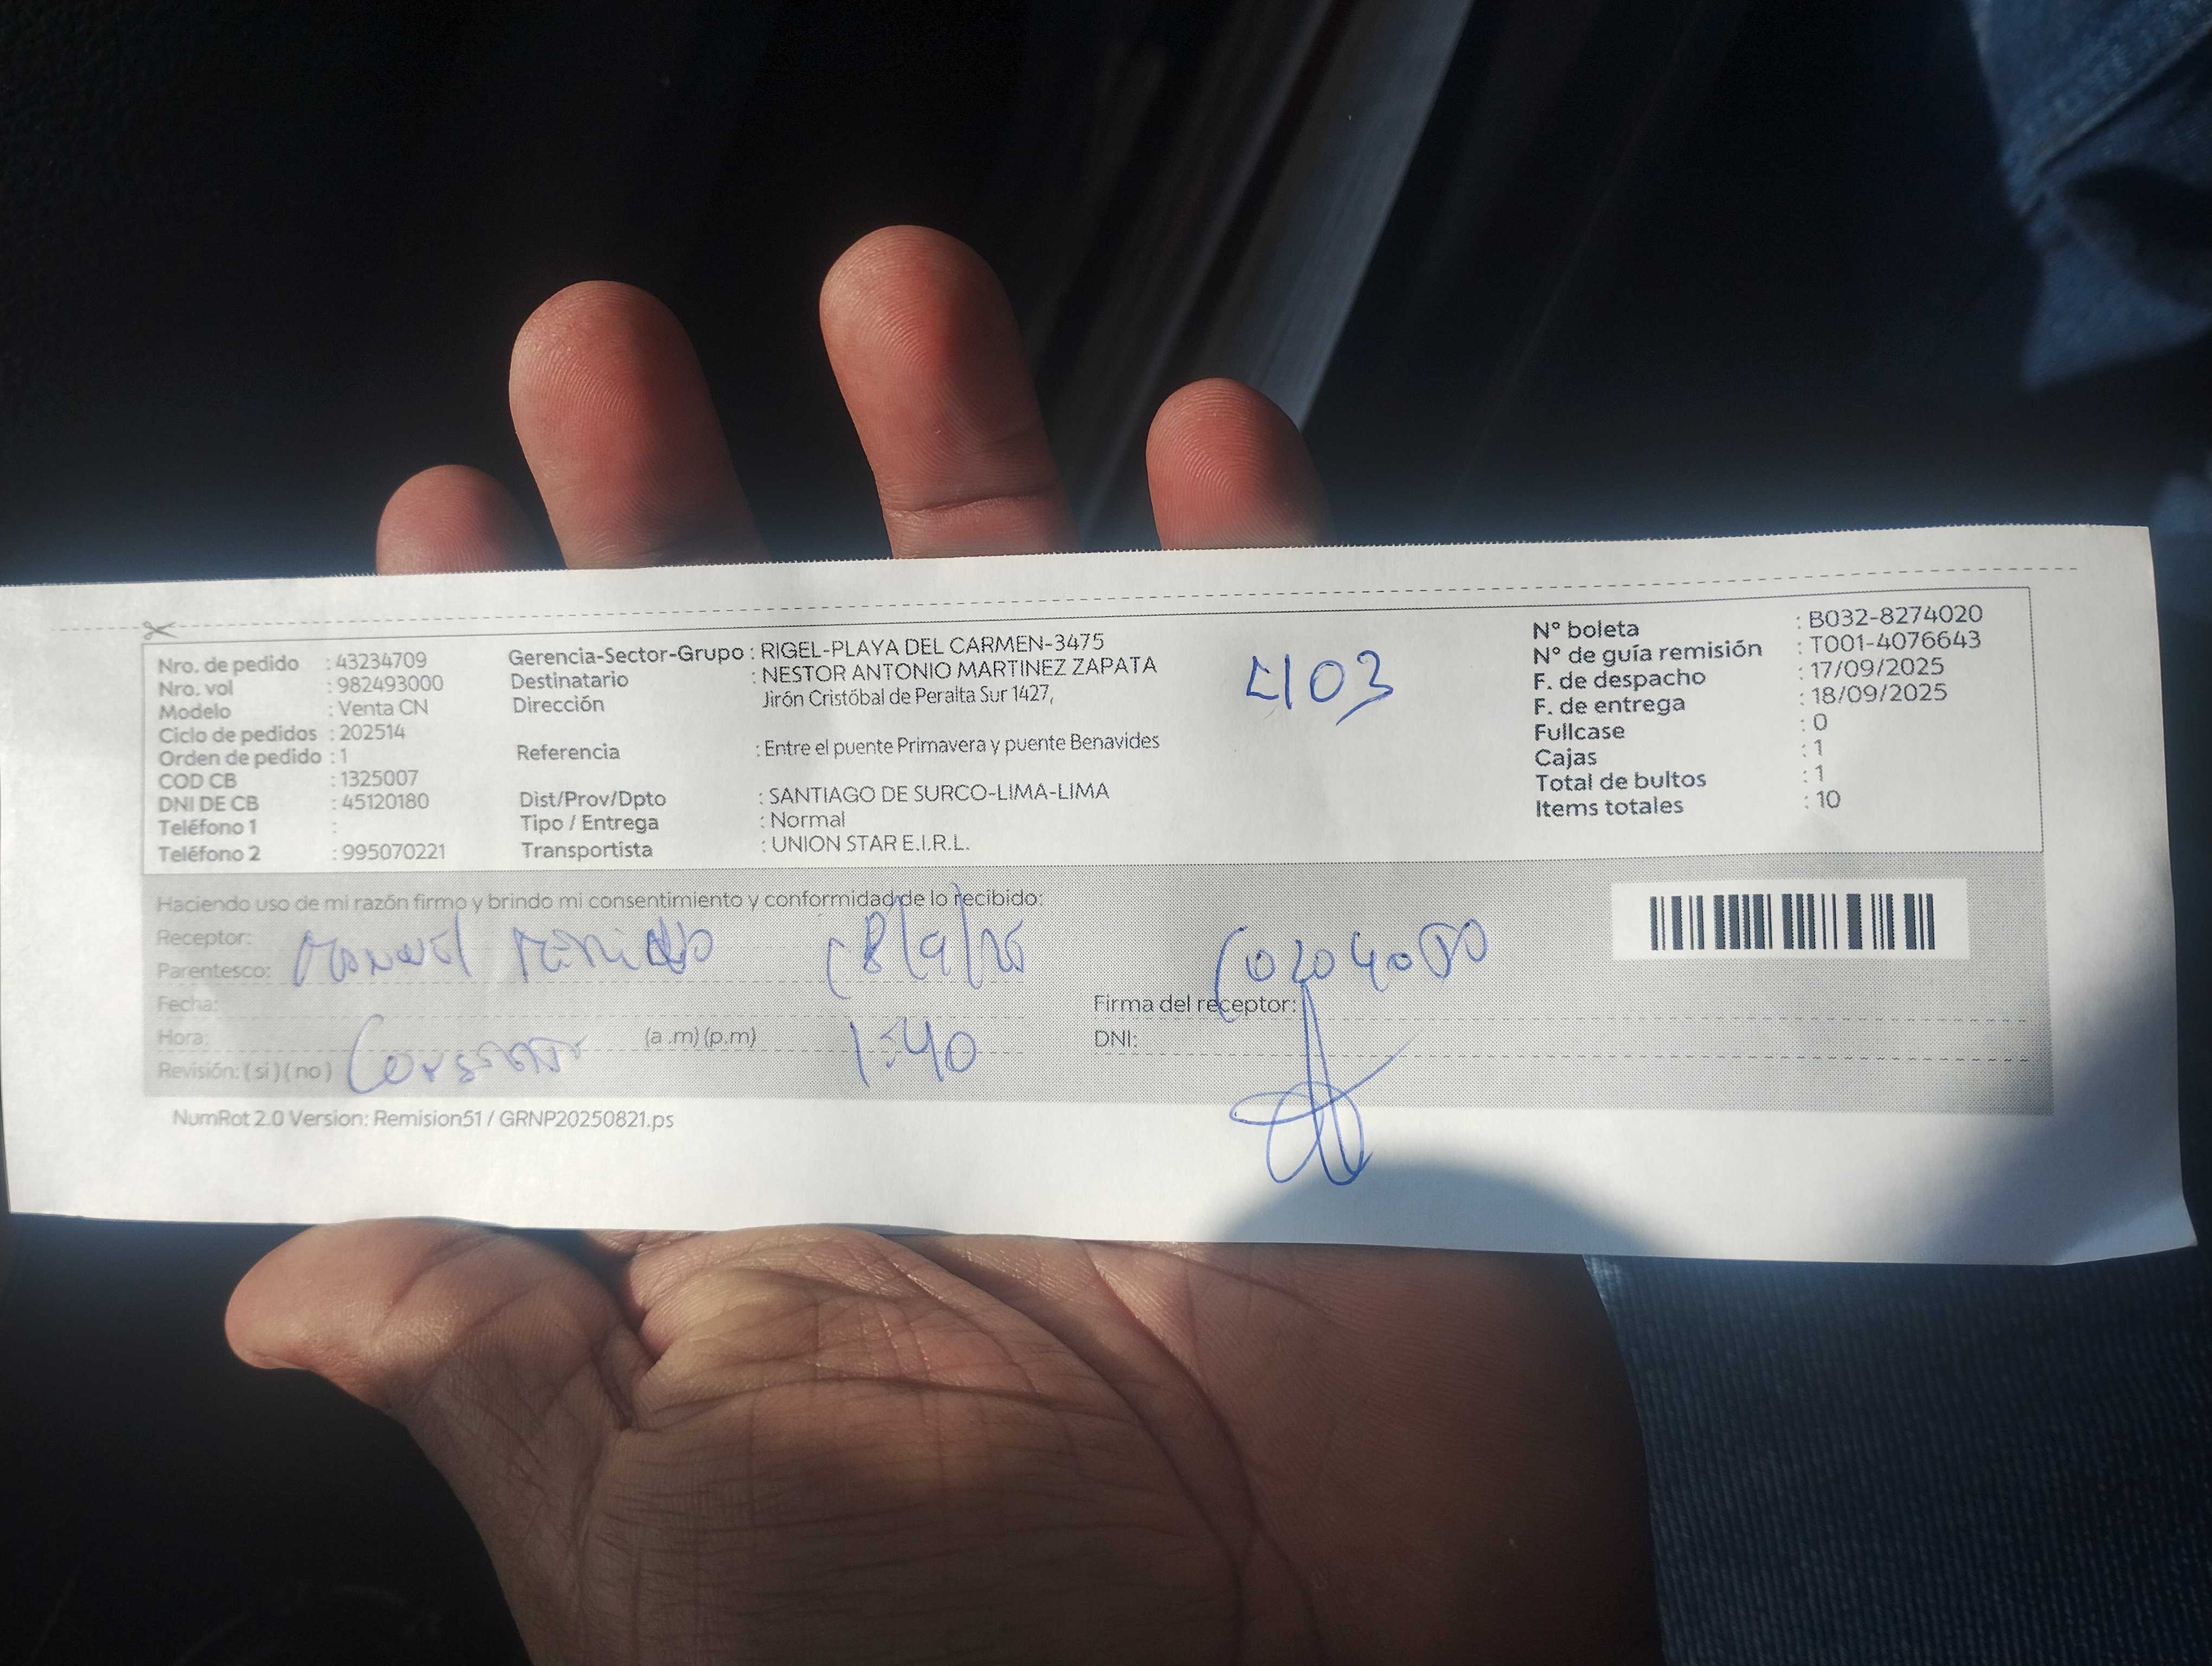 Nro. de pedido : 43234709
Nro. vol : 982493000
Modelo : Venta CN
Ciclo de pedidos : 202514
Orden de pedido : 1
COD CB : 1325007
DNI DE CB : 45120180
Teléfono 1 :
Teléfono 2 : 995070221
Gerencia-Sector-Grupo : RIGEL-PLAYA DEL CARMEN-3475
Destinatario : NESTOR ANTONIO MARTINEZ ZAPATA
Dirección Jirón Cristóbal de Peralta Sur 1427,
Referencia : Entre el puente Primavera y puente Benavides
Dist/Prov/Dpto : SANTIAGO DE SURCO-LIMA-LIMA
Tipo / Entrega : Normal
Transportista : UNION STAR E.I.R.L.
4103
N° boleta : B032-8274020
N° de guía remisión : T001-4076643
F. de despacho : 17/09/2025
F. de entrega : 18/09/2025
Fullcase : 0
Cajas : 1
Total de bultos : 1
Items totales : 10
Haciendo uso de mi razón firmo y brindo mi consentimiento y conformidad de lo recibido:
Receptor:
Parentesco: Manuel 18/9/25
Fecha:
Hora: (a .m) (p.m) 1:40
Revisión: (si) (no)
Firma del receptor:
DNI:
NumRot 2.0 Version: Remision51 / GRNP20250821.ps